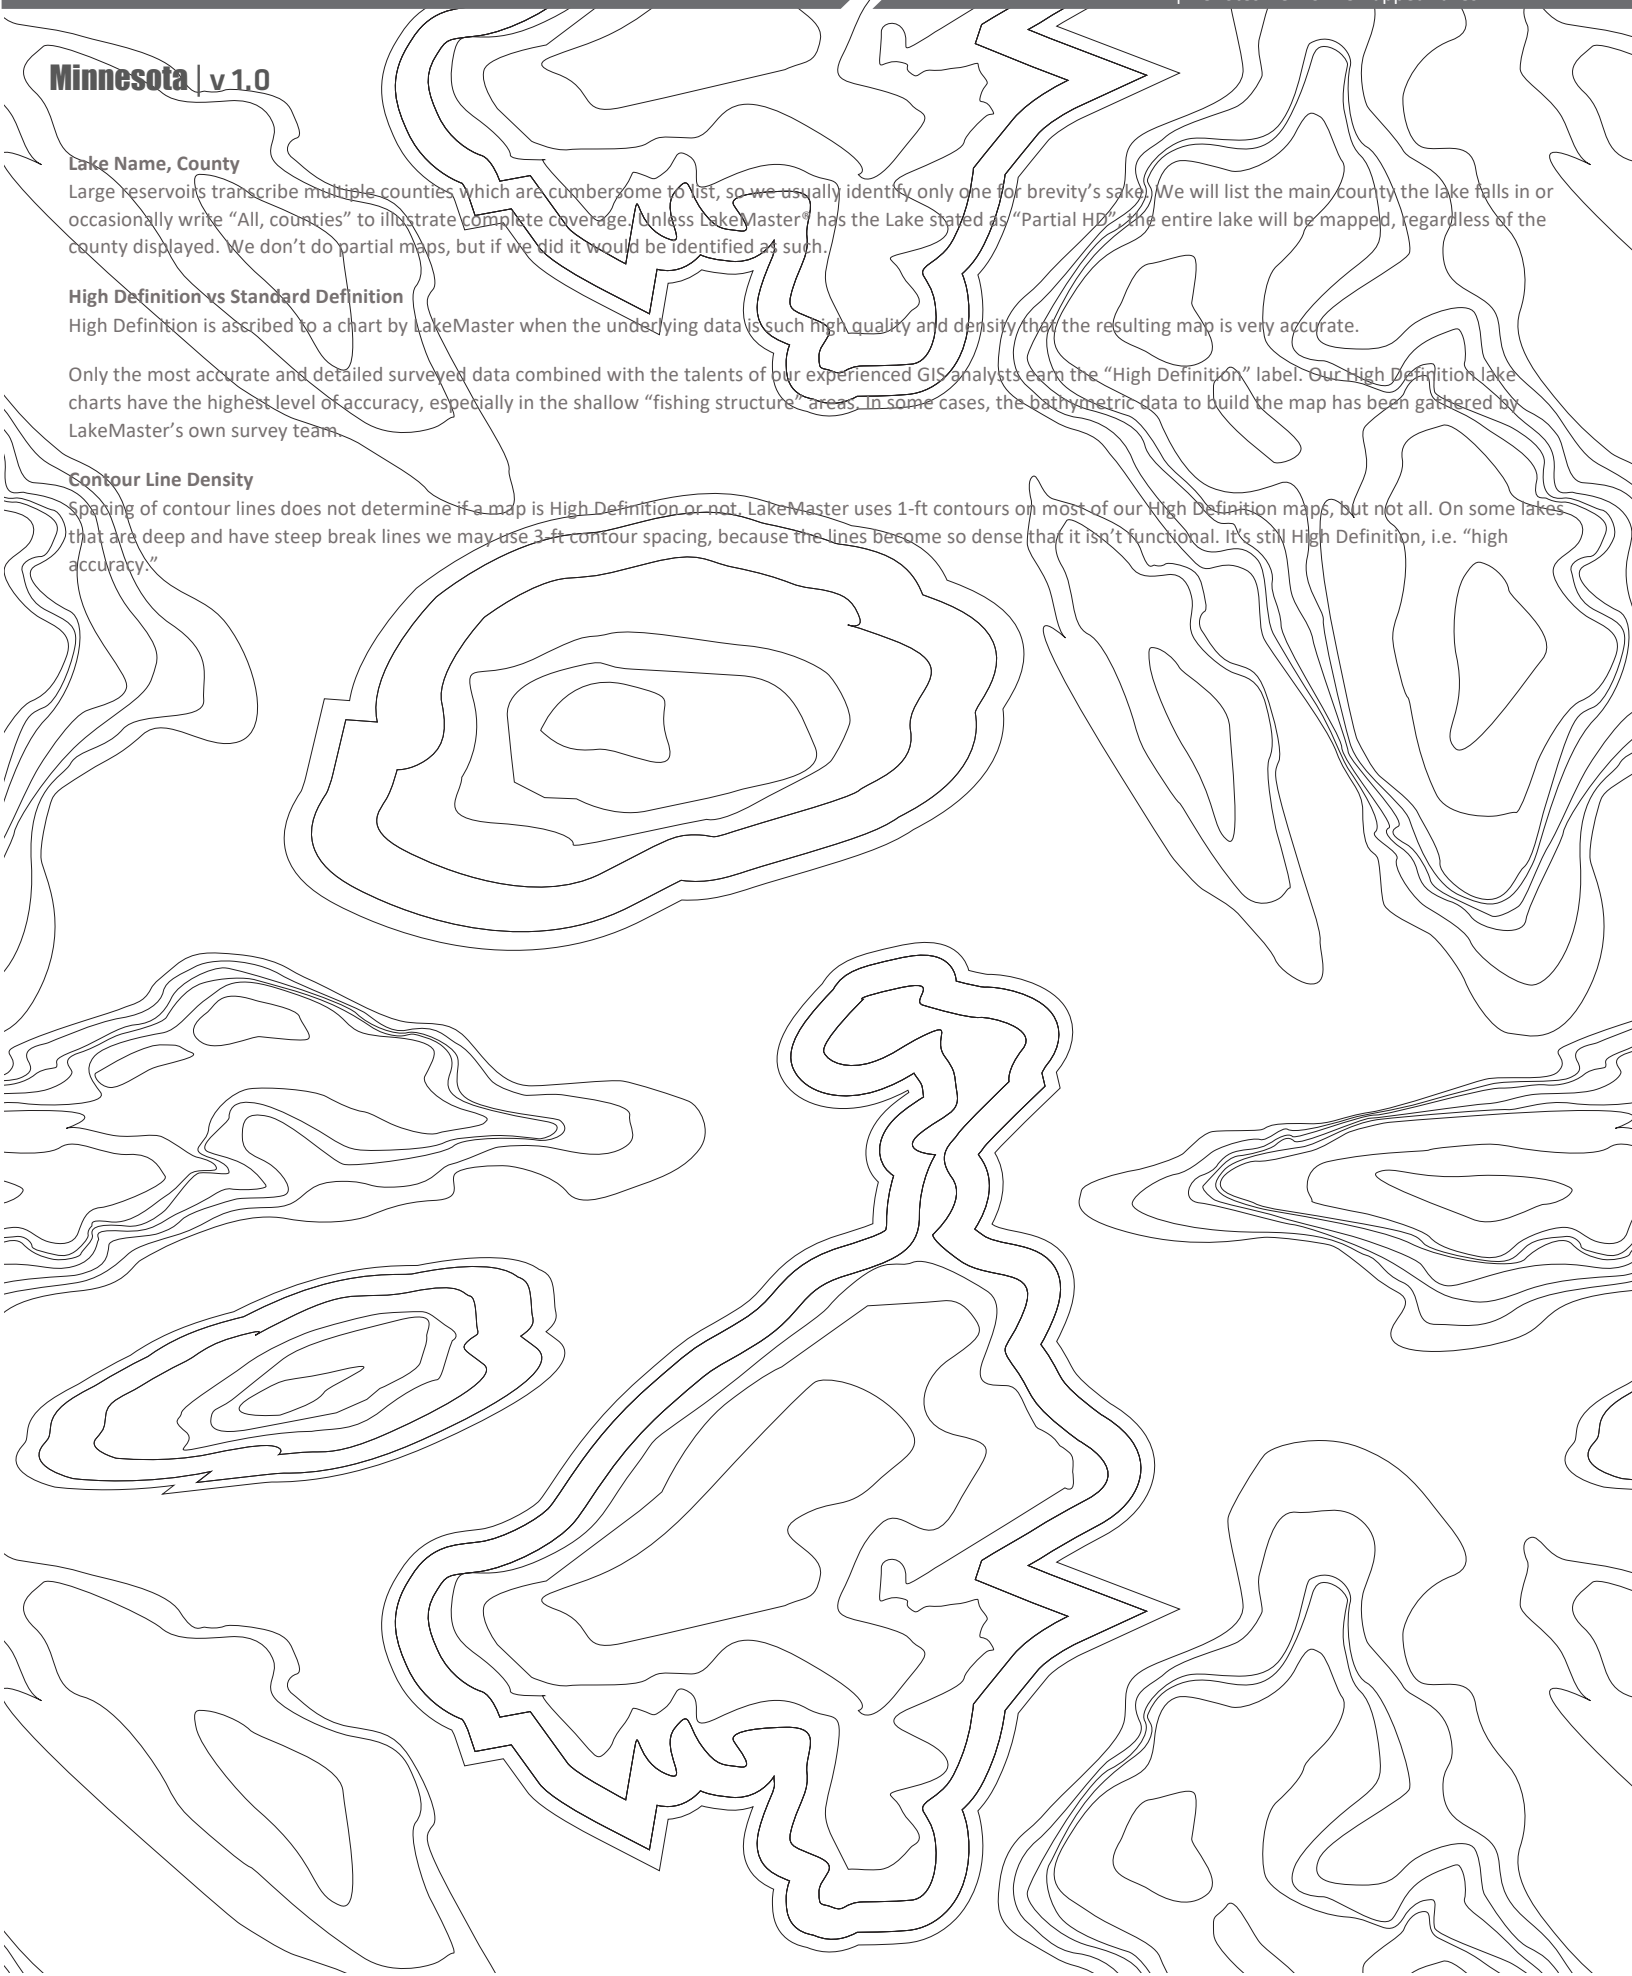 Minnesota | v 1.0
Lake Name, County
Large reservoirs transcribe multiple counties which are cumbersome to list, so we usually identify only one for brevity’s sake. We will list the main county the lake falls in or
occasionally write “All, counties” to illustrate complete coverage. Unless LakeMaster® has the Lake stated as “Partial HD”, the entire lake will be mapped, regardless of the
county displayed. We don’t do partial maps, but if we did it would be identified as such.
High Definition vs Standard Definition
High Definition is ascribed to a chart by LakeMaster when the underlying data is such high quality and density that the resulting map is very accurate.
Only the most accurate and detailed surveyed data combined with the talents of our experienced GIS analysts earn the “High Definition” label. Our High Definition lake
charts have the highest level of accuracy, especially in the shallow “fishing structure” areas. In some cases, the bathymetric data to build the map has been gathered by
LakeMaster’s own survey team.
Contour Line Density
Spacing of contour lines does not determine if a map is High Definition or not. LakeMaster uses 1-ft contours on most of our High Definition maps, but not all. On some lakes
that are deep and have steep break lines we may use 3-ft contour spacing, because the lines become so dense that it isn’t functional. It’s still High Definition, i.e. “high
accuracy.”